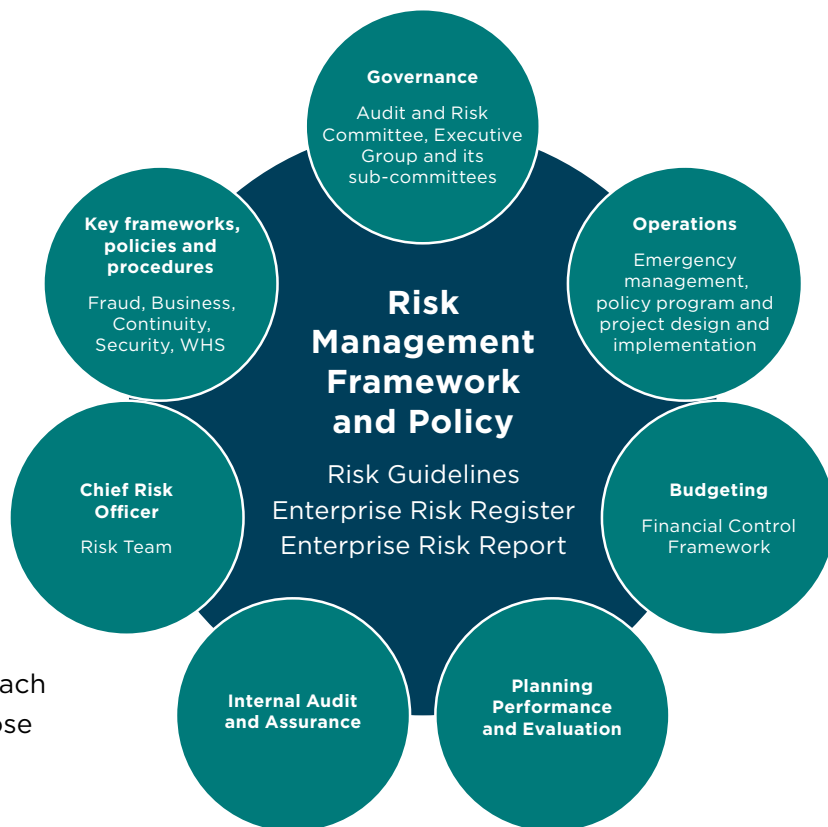 Governance
Audit and Risk
Committee, Executive
Group and its
sub-committees
Key frameworks,
policies and
procedures
Fraud, Business,
Continuity,
Security, WHS
Operations
Emergency
management,
policy program and
project design and
implementation
Risk
Management
Framework
and Policy
Risk Guidelines
Enterprise Risk Register
Enterprise Risk Report
Chief Risk
Officer
Risk Team
Budgeting
Financial Control
Framework
Internal Audit
and Assurance
Planning
Performance
and Evaluation